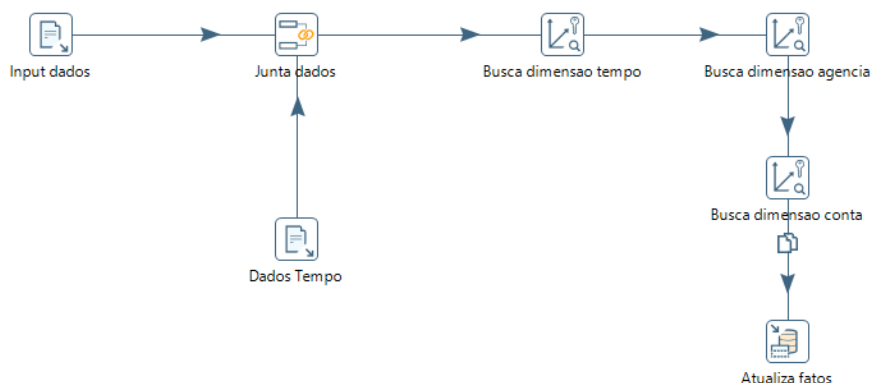 Input dados
Junta dados
Busca dimensao tempo
Busca dimensao agencia
Busca dimensao conta
Dados Tempo
Atualiza fatos